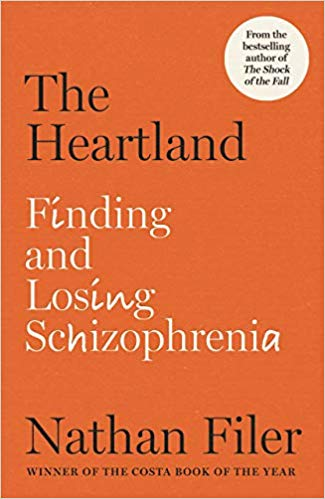 From the
bestselling
author of
The Shock
of the Fall
The
Heartland
Finding
and
Losing
Schizophrenia
Nathan Filer
WINNER OF THE COSTA BOOK OF THE YEAR